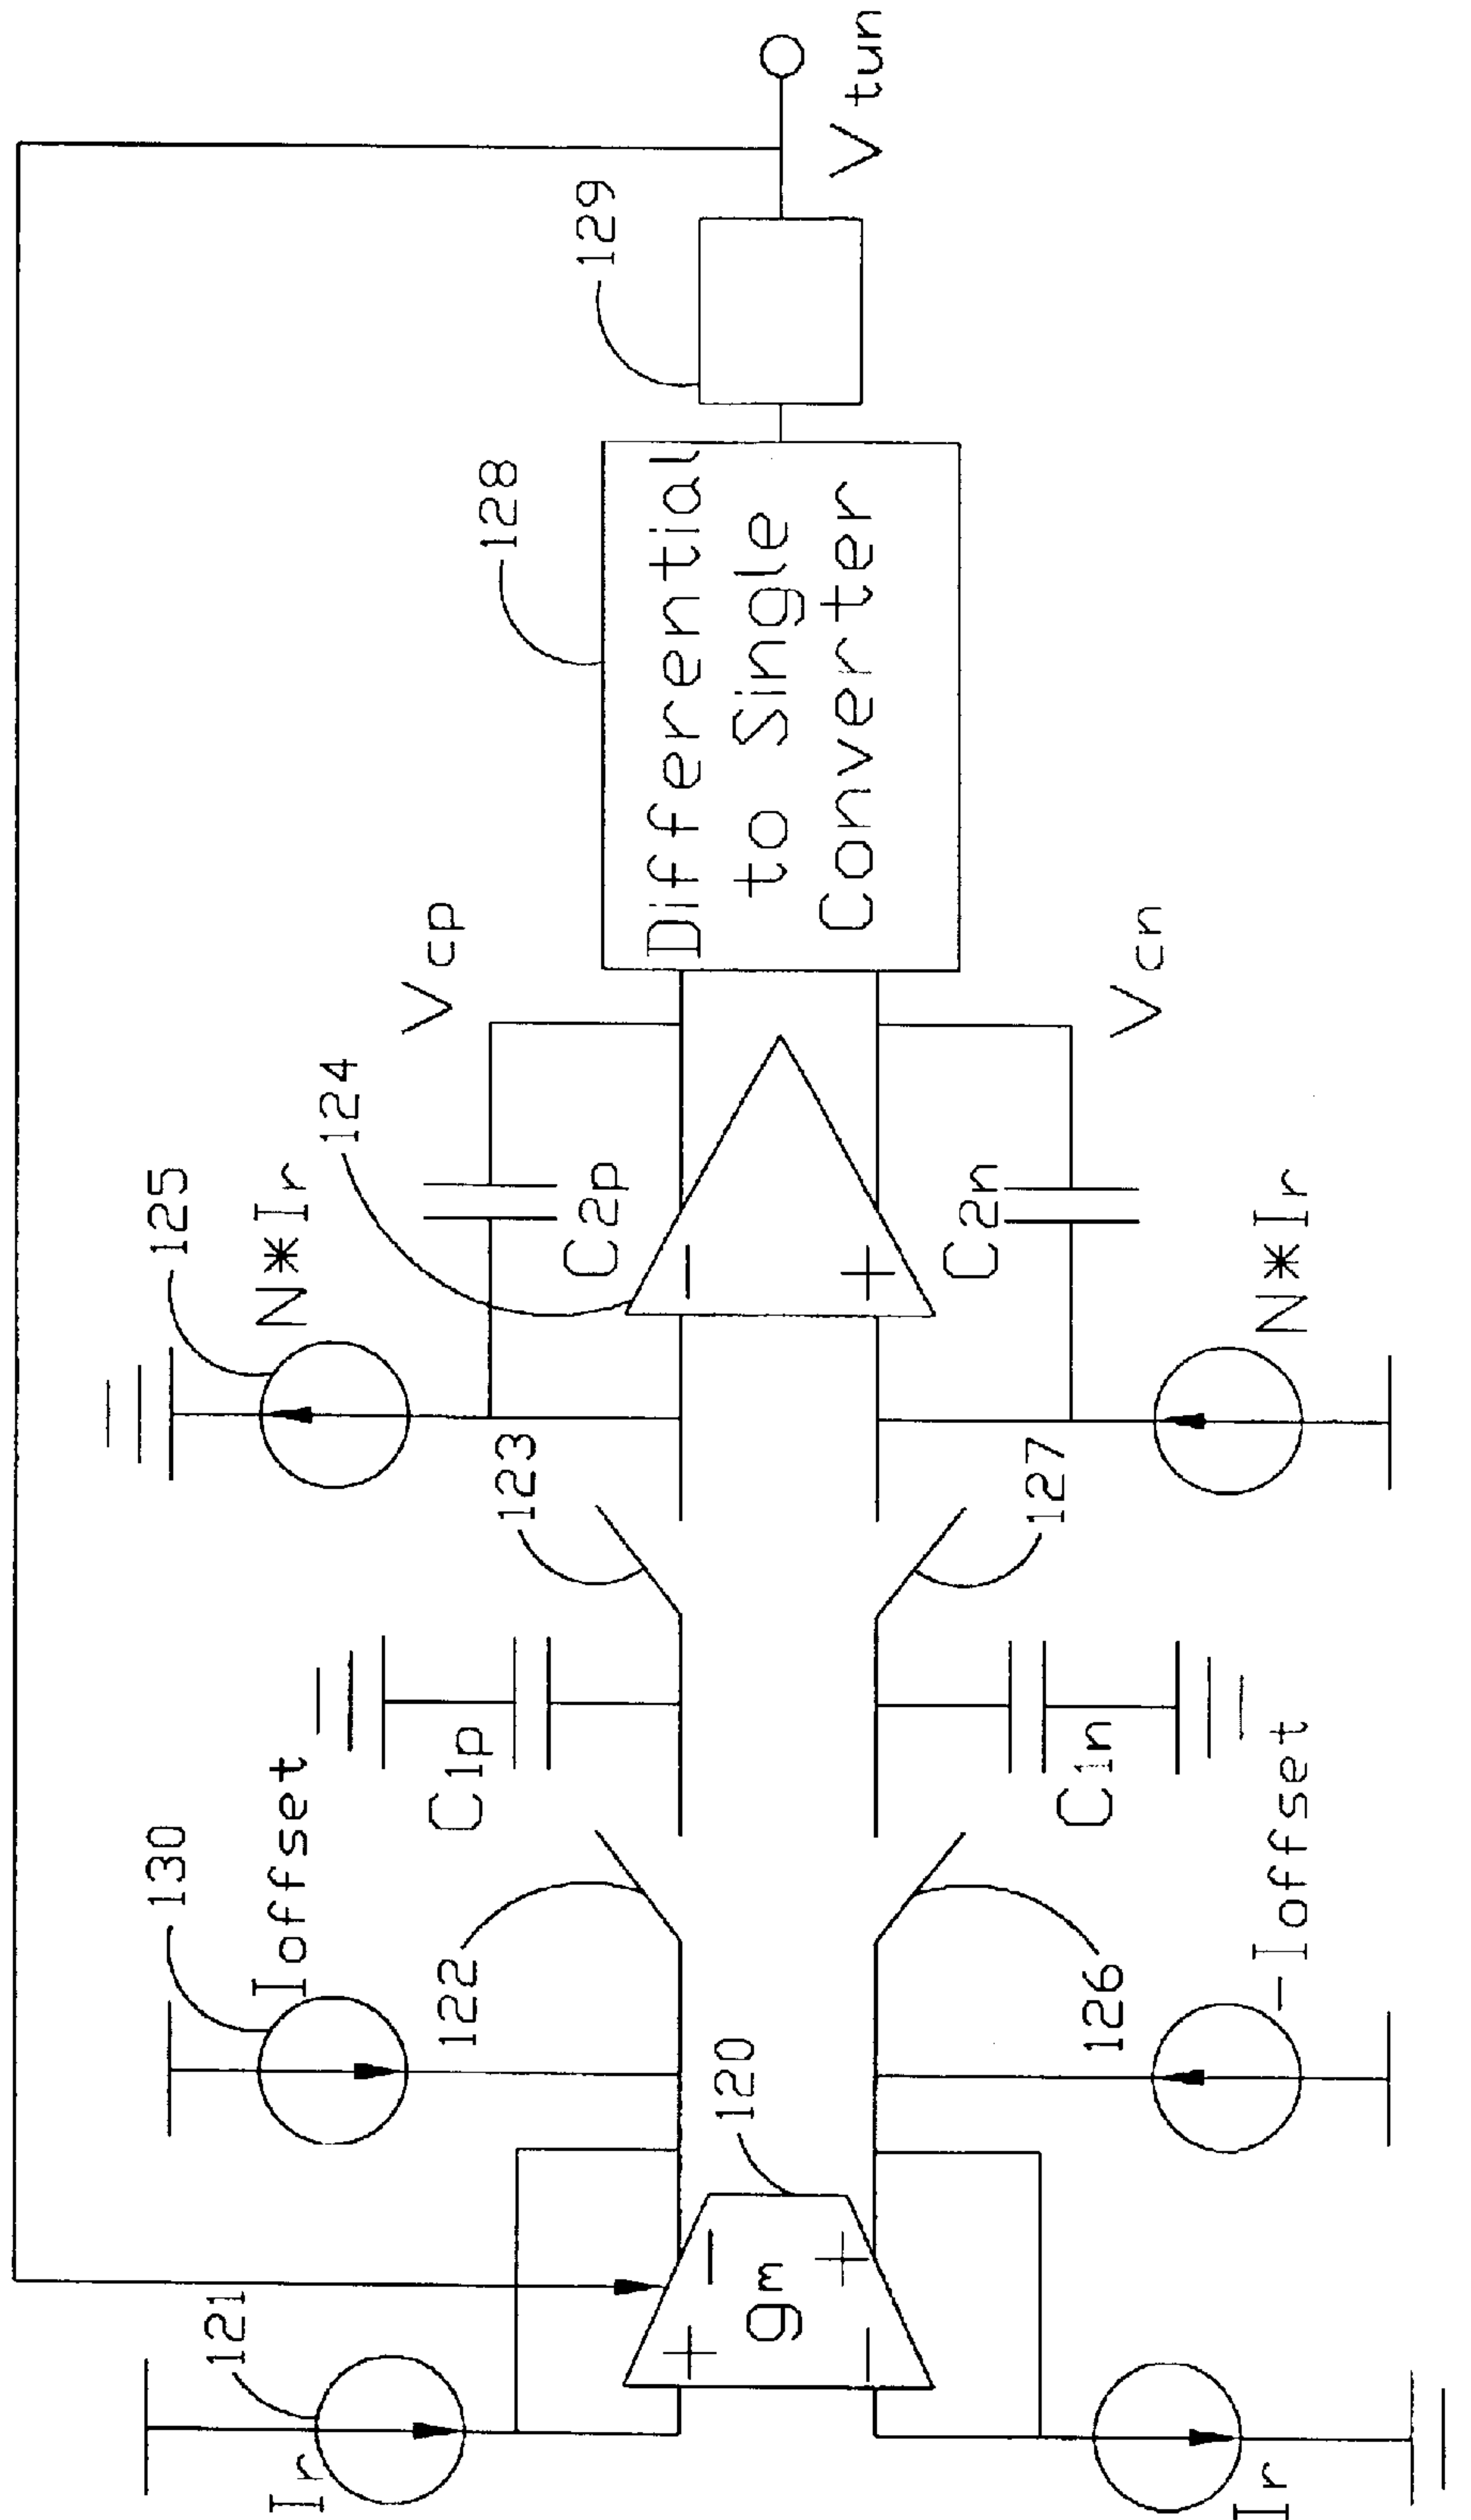 Ir
121
130
Ioffset
122
C1p
123
125
N*Ir
124
C2p
Vcp
128
Differential
to Single
Converter
129
Vtun
120
+
−
gm
−
+
−
+
126
C1n
127
C2n
Vcn
Ir
−Ioffset
N*Ir